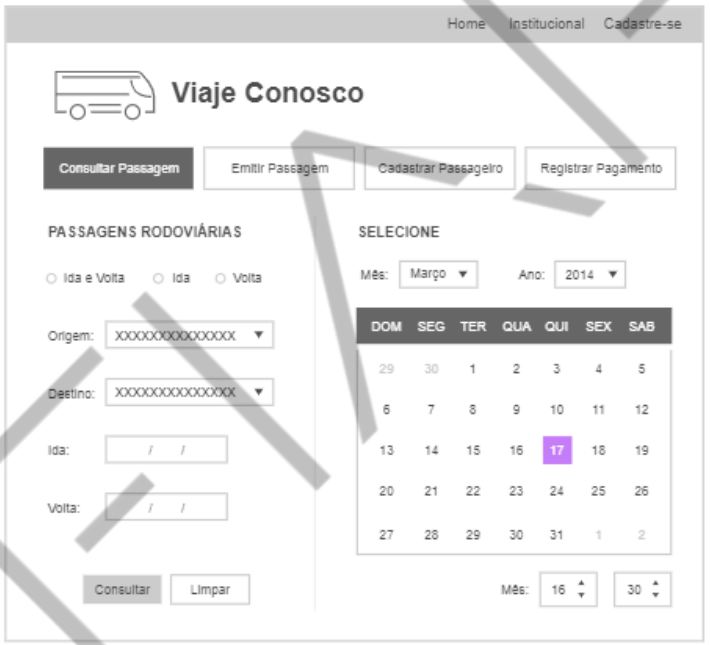 Home Institucional Cadastre-se
Viaje Conosco
Consultar Passagem Emitir Passagem Cadastrar Passageiro Registrar Pagamento
PASSAGENS RODOVIÁRIAS
Ida e Volta Ida Volta
Origem: XXXXXXXXXXXXXX
Destino: XXXXXXXXXXXXXX
Ida: / /
Volta: / /
Consultar Limpar
SELECIONE
Mês: Março Ano: 2014
DOM SEG TER QUA QUI SEX SAB
29 30 1 2 3 4 5
6 7 8 9 10 11 12
13 14 15 16 17 18 19
20 21 22 23 24 25 26
27 28 29 30 31 1 2
Mês: 16 30